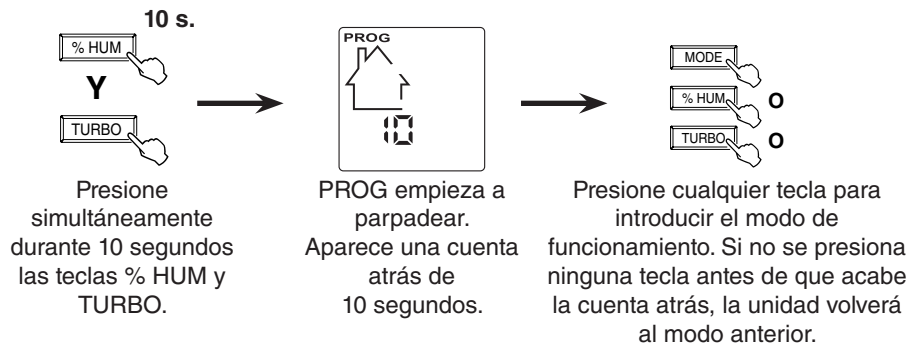 10 s.
% HUM
Y
TURBO
Presione
simultáneamente
durante 10 segundos
las teclas % HUM y
TURBO.
PROG
10
PROG empieza a
parpadear.
Aparece una cuenta
atrás de
10 segundos.
MODE
% HUM O
TURBO O
Presione cualquier tecla para
introducir el modo de
funcionamiento. Si no se presiona
ninguna tecla antes de que acabe
la cuenta atrás, la unidad volverá
al modo anterior.